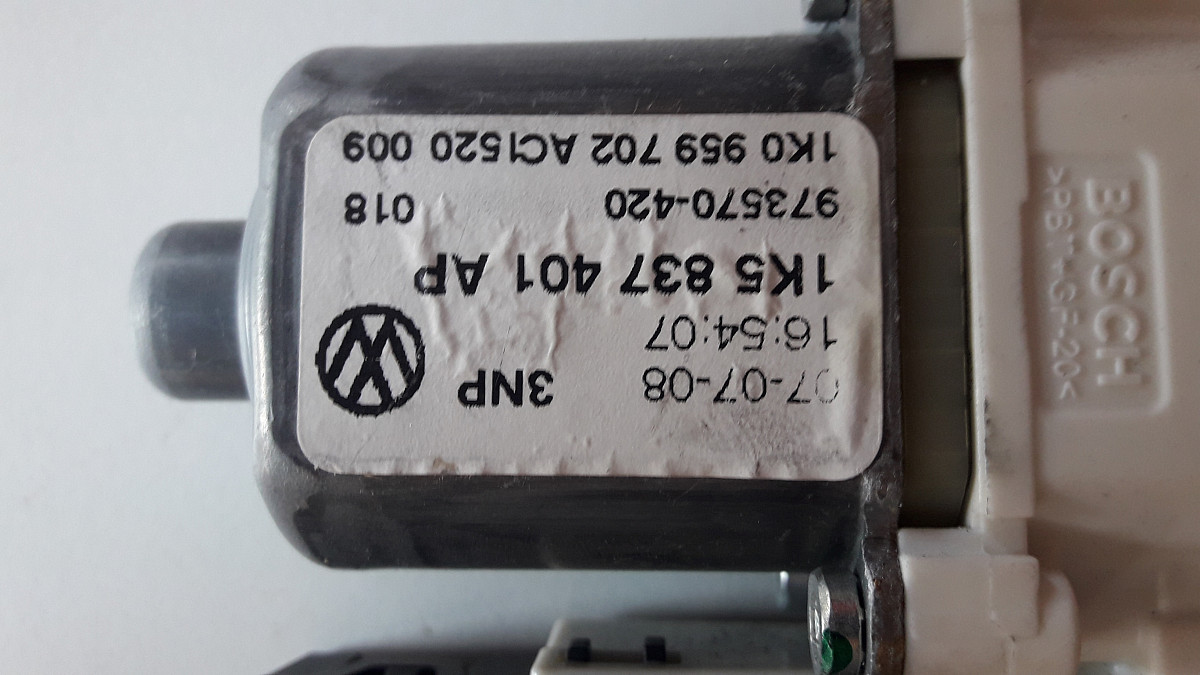 07-07-08 3NP
16:54:07
1K5 837 401 AP
973570-420 018
1K0 959 702 ACI520 009
BOSCH
>PBT+GF-20<